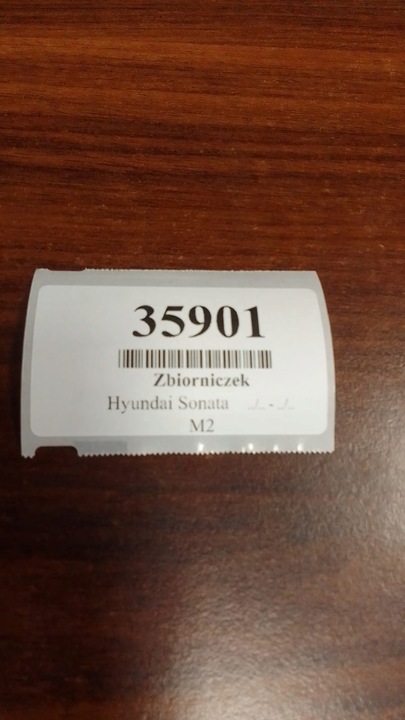 35901
Zbiorniczek
Hyundai Sonata ../.. - ../..
M2